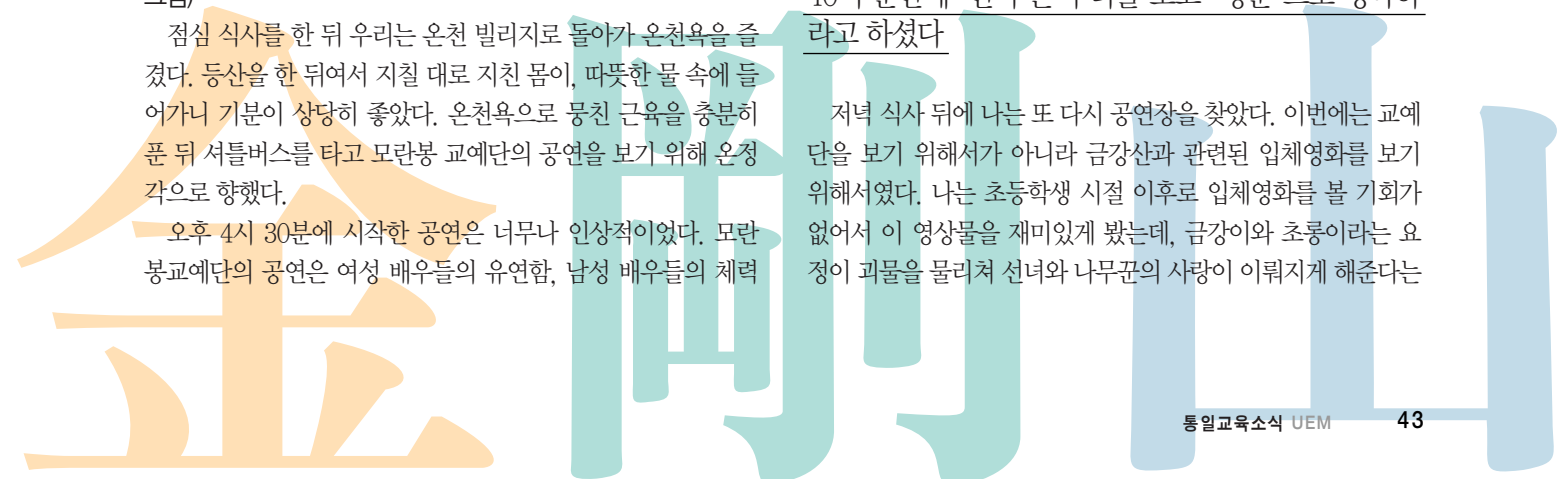 점심 식사를 한 뒤 우리는 온천 빌리지로 돌아가 온천욕을 즐
겼다. 등산을 한 뒤여서 지칠 대로 지친 몸이, 따뜻한 물 속에 들
어가니 기분이 상당히 좋았다. 온천욕으로 뭉친 근육을 충분히
푼 뒤 셔틀버스를 타고 모란봉 교예단의 공연을 보기 위해 온정
각으로 향했다.
오후 4시 30분에 시작한 공연은 너무나 인상적이었다. 모란
봉교예단의 공연은 여성 배우들의 유연함, 남성 배우들의 체력
라고 하셨다
저녁 식사 뒤에 나는 또 다시 공연장을 찾았다. 이번에는 교예
단을 보기 위해서가 아니라 금강산과 관련된 입체영화를 보기
위해서였다. 나는 초등학생 시절 이후로 입체영화를 볼 기회가
없어서 이 영상물을 재미있게 봤는데, 금강이와 초롱이라는 요
정이 괴물을 물리쳐 선녀와 나무꾼의 사랑이 이뤄지게 해준다는
金剛山
통일교육소식 UEM 43